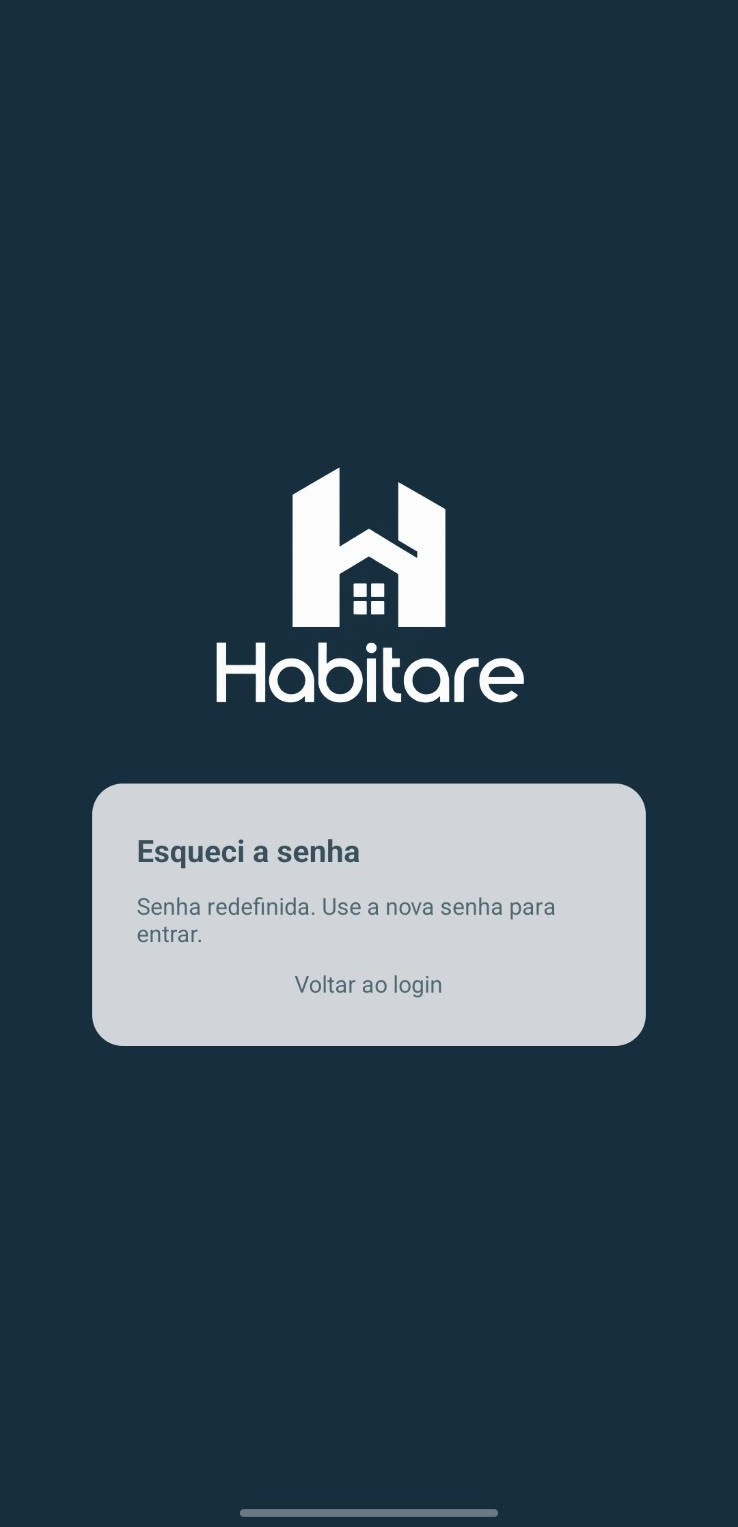 Habitare
Esqueci a senha
Senha redefinida. Use a nova senha para
entrar.
Voltar ao login